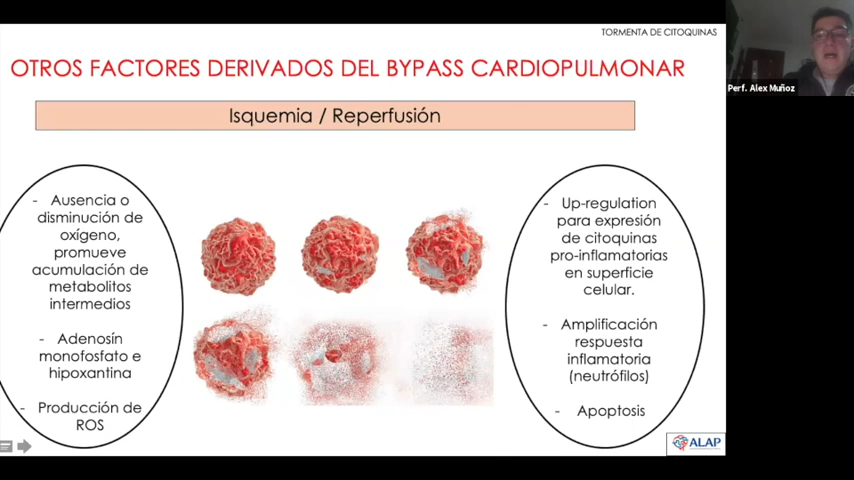 TORMENTA DE CITOQUINAS
OTROS FACTORES DERIVADOS DEL BYPASS CARDIOPULMONAR
Isquemia / Reperfusión
- Ausencia o
disminución de
oxígeno,
promueve
acumulación de
metabolitos
intermedios
- Adenosín
monofosfato e
hipoxantina
- Producción de
ROS
- Up-regulation
para expresión
de citoquinas
pro-inflamatorias
en superficie
celular.
- Amplificación
respuesta
inflamatoria
(neutrófilos)
- Apoptosis
ALAP
Perf. Alex Muñoz